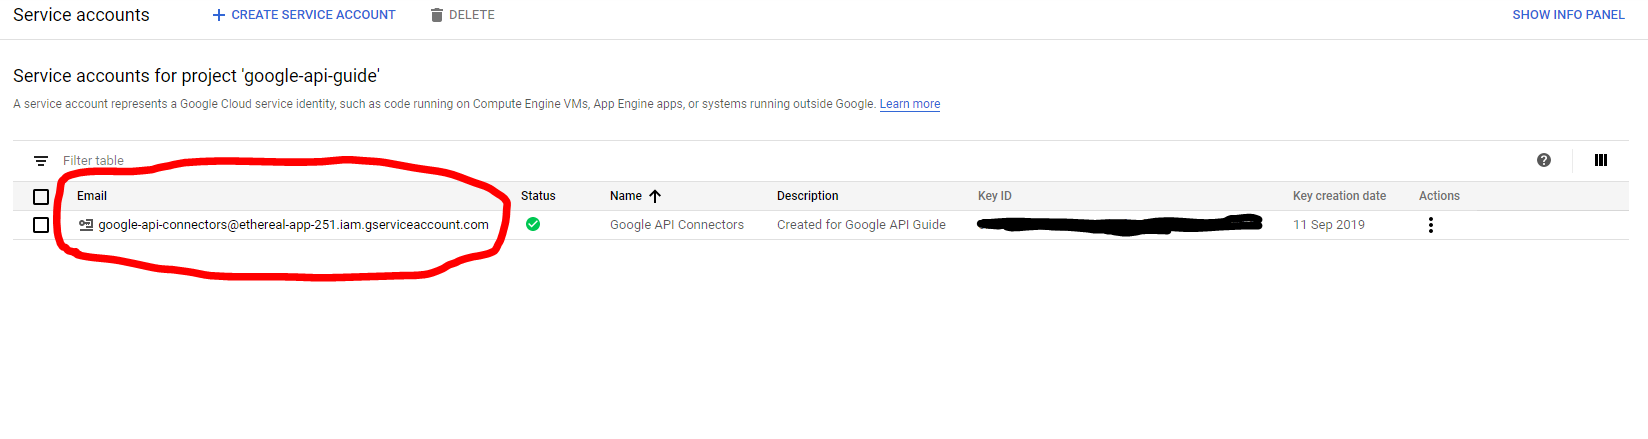 Service accounts CREATE SERVICE ACCOUNT DELETE SHOW INFO PANEL
Service accounts for project 'google-api-guide'
A service account represents a Google Cloud service identity, such as code running on Compute Engine VMs, App Engine apps, or systems running outside Google. Learn more
Filter table
Email Status Name Description Key ID Key creation date Actions
google-api-connectors@ethereal-app-251.iam.gserviceaccount.com Google API Connectors Created for Google API Guide 11 Sep 2019